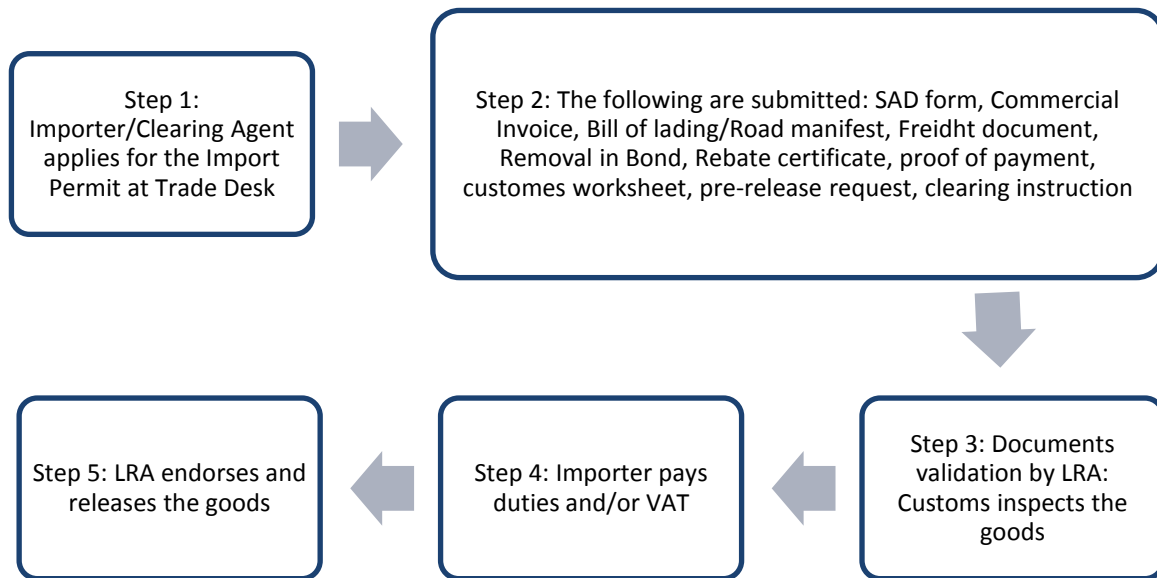 Step 1:
Importer/Clearing Agent
applies for the Import
Permit at Trade Desk
Step 2: The following are submitted: SAD form, Commercial
Invoice, Bill of lading/Road manifest, Freidht document,
Removal in Bond, Rebate certificate, proof of payment,
customes worksheet, pre-release request, clearing instruction
Step 3: Documents
validation by LRA:
Customs inspects the
goods
Step 4: Importer pays
duties and/or VAT
Step 5: LRA endorses and
releases the goods